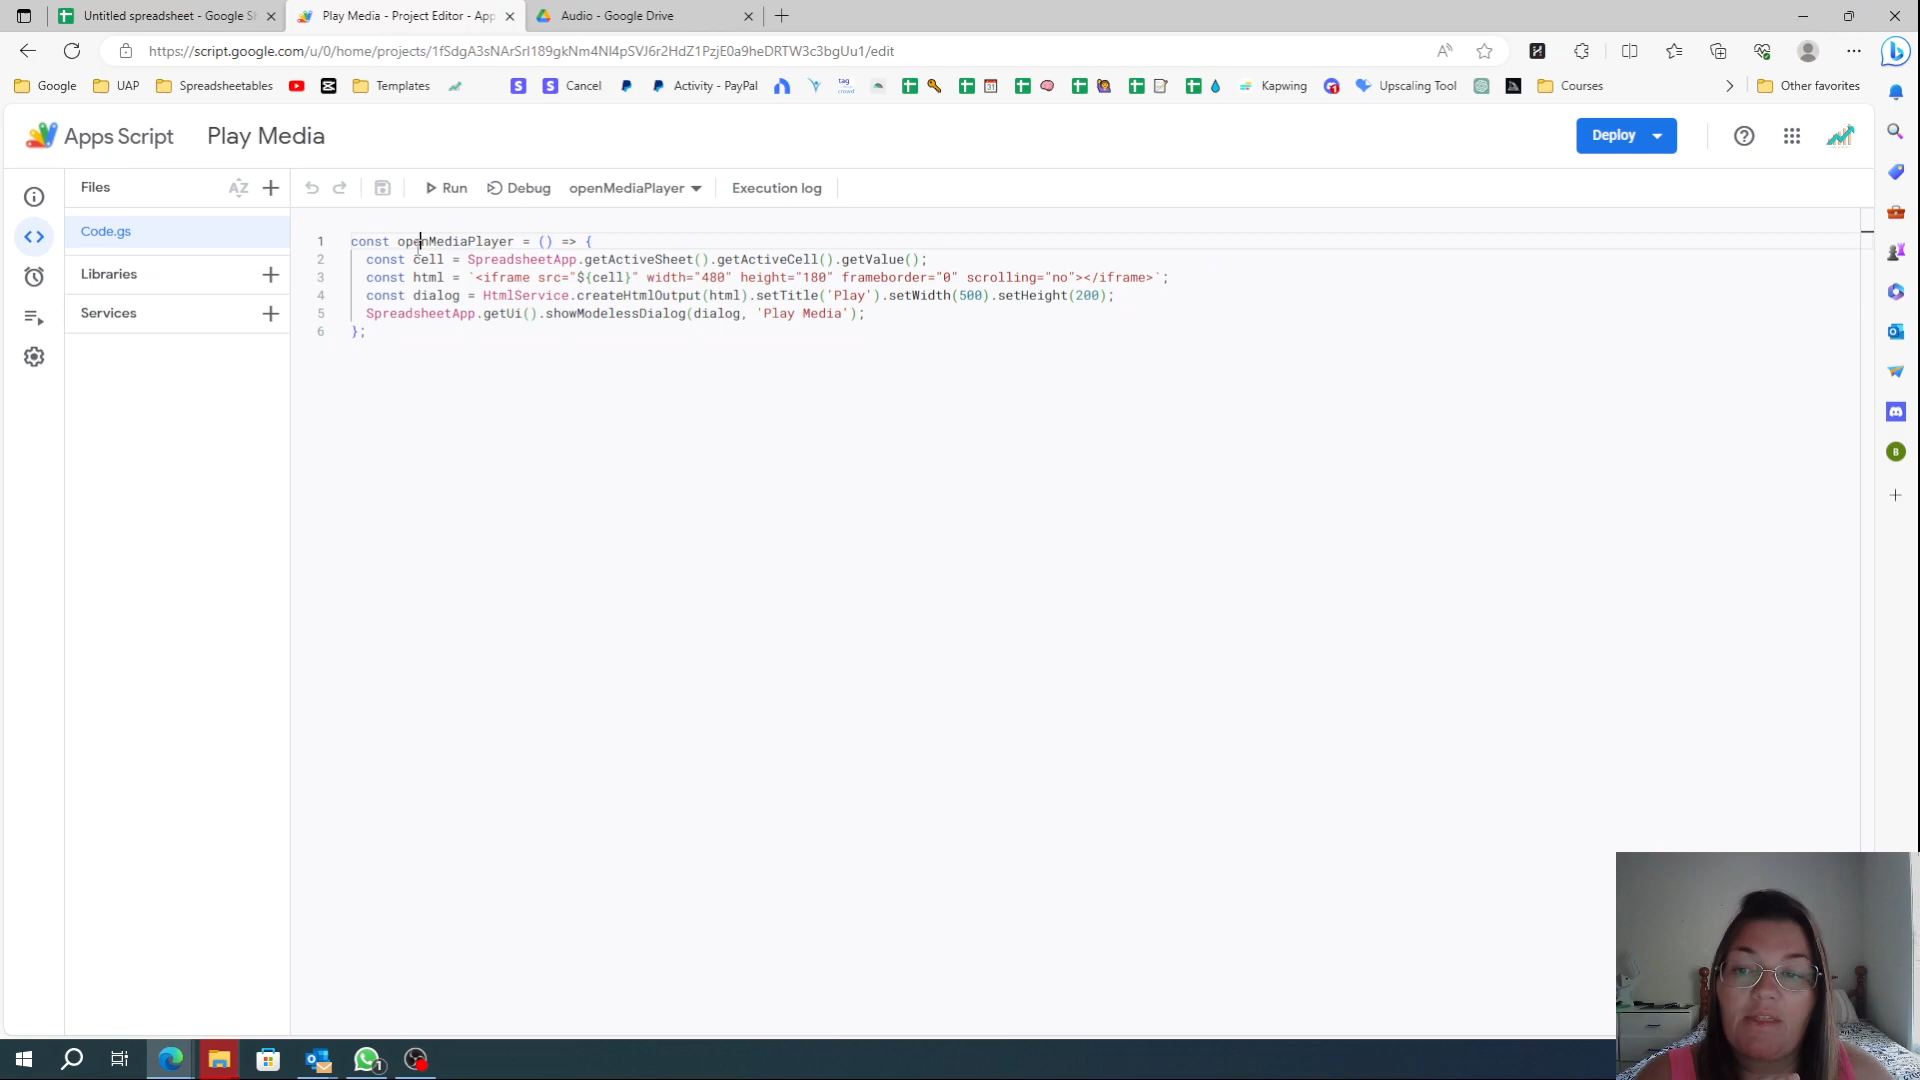 Untitled spreadsheet - Google Sh
Play Media - Project Editor - App
Audio - Google Drive
https://script.google.com/u/0/home/projects/1fSdgA3sNArSrI189gkNm4NI4pSVJ6r2HdZ1PzjE0a9heDRTW3c3bgUu1/edit
Google
UAP
Spreadsheetables
Templates
Cancel
Activity - PayPal
Kapwing
Upscaling Tool
Courses
Other favorites
Apps Script
Play Media
Deploy
Files
AZ
Run
Debug
openMediaPlayer
Execution log
Code.gs
Libraries
Services
1 const openMediaPlayer = () => {
2 const cell = SpreadsheetApp.getActiveSheet().getActiveCell().getValue();
3 const html = `<iframe src="${cell}" width="480" height="180" frameborder="0" scrolling="no"></iframe>`;
4 const dialog = HtmlService.createHtmlOutput(html).setTitle('Play').setWidth(500).setHeight(200);
5 SpreadsheetApp.getUi().showModelessDialog(dialog, 'Play Media');
6 };
B
1